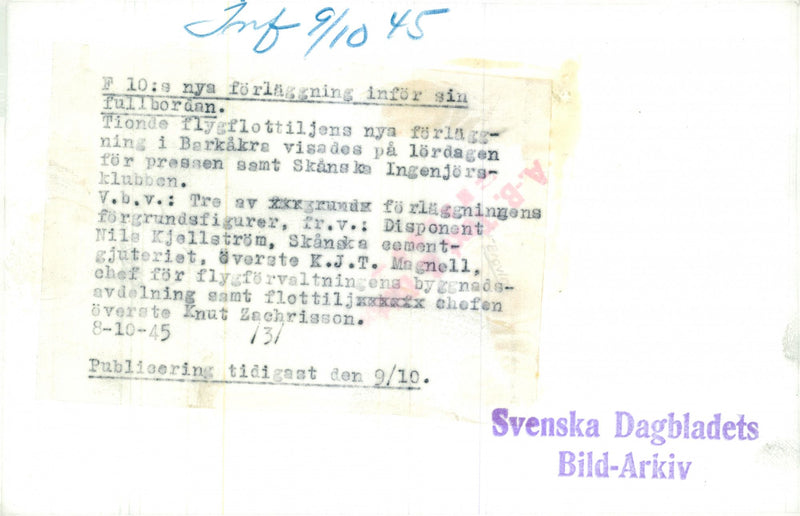 Inf 9/10 45
F 10:s nya förläggning inför sin
fullbordan.
Tionde flygflottiljens nya förlägg-
ning i Barkåkra visades på lördagen
för pressen samt Skånska Ingenjörs-
klubben.
V.b.v.: Tre av förläggningens
förgrundsfigurer, fr.v.: Disponent
Nils Kjellström, Skånska cement-
gjuteriet, överste K.J.T. Magnell,
chef för flygförvaltningens byggnads-
avdelning samt flottilj chefen
överste Knut Zachrisson.
8-10-45 /3/
Publicering tidigast den 9/10.
Svenska Dagbladets
Bild-Arkiv